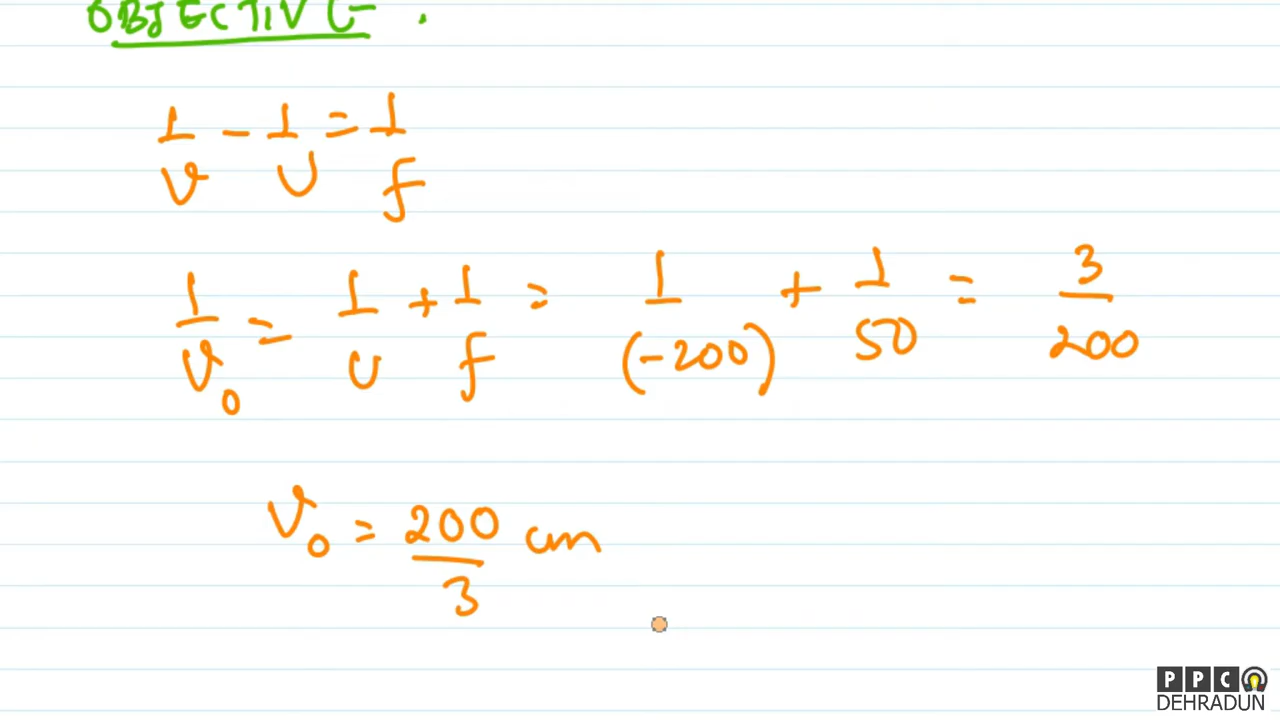 OBJECTIVE .
1/v - 1/u = 1/f
1/v₀ = 1/u + 1/f = 1/(-200) + 1/50 = 3/200
v₀ = 200/3 cm
PPC
DEHRADUN